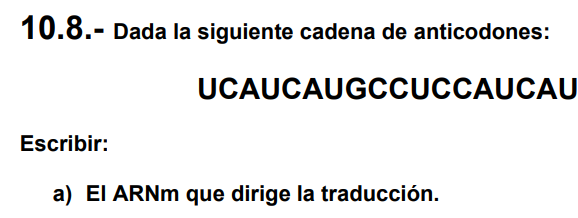 10.8.- Dada la siguiente cadena de anticodones:
UCAUCAUGCCUCCAUCAU
Escribir:
a) El ARNm que dirige la traducción.